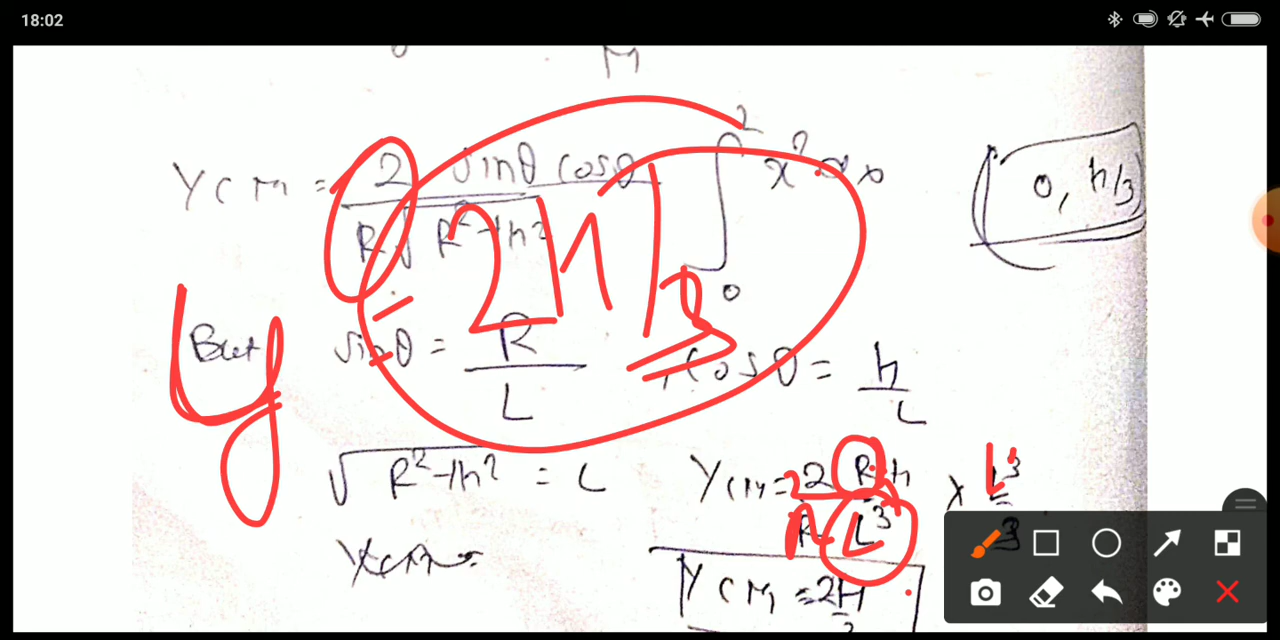 18:02
M
YCM = 2 sinθ cosθ / R√R²+h² ∫₀² x² dx
0, h/3
y = 2H/3
But sinθ = R/L cosθ = h/L
√R²+h² = L
YCM = 2 R h / R L³ × L³/3
YCM =
YCM = 2H/3